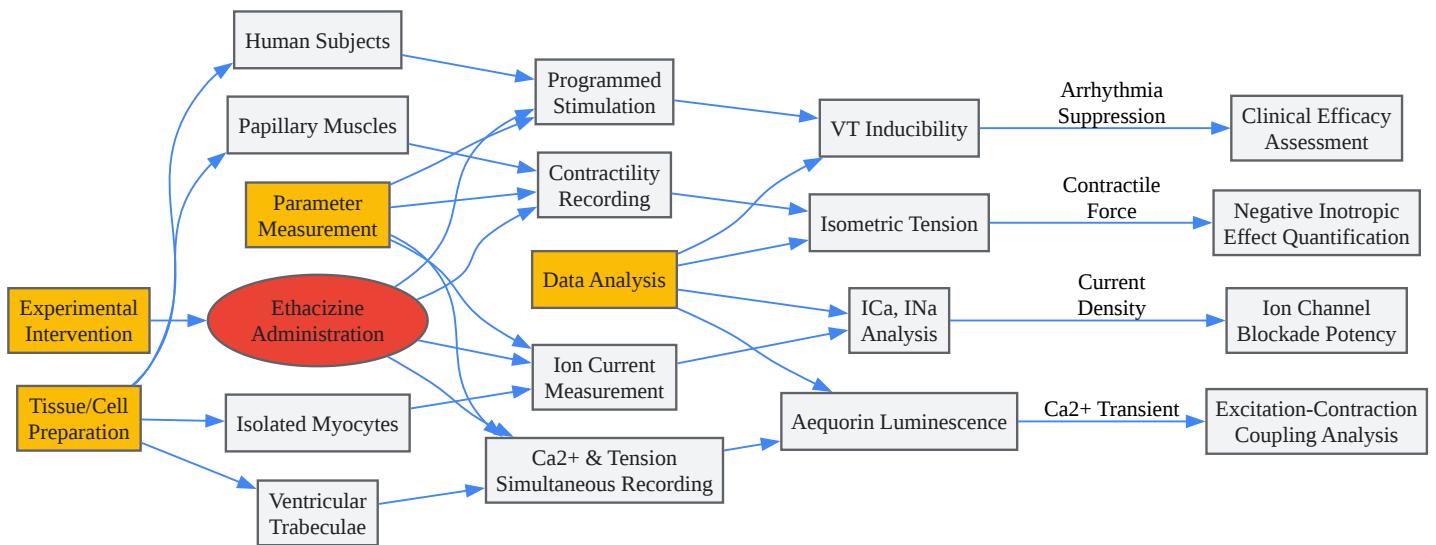 Human Subjects
Papillary Muscles
Parameter
Measurement
Experimental
Intervention
Ethacizine
Administration
Tissue/Cell
Preparation
Isolated Myocytes
Ventricular
Trabeculae
Programmed
Stimulation
Contractility
Recording
Data Analysis
Ion Current
Measurement
Ca2+ & Tension
Simultaneous Recording
VT Inducibility
Isometric Tension
ICa, INa
Analysis
Aequorin Luminescence
Arrhythmia
Suppression
Contractile
Force
Current
Density
Ca2+ Transient
Clinical Efficacy
Assessment
Negative Inotropic
Effect Quantification
Ion Channel
Blockade Potency
Excitation-Contraction
Coupling Analysis